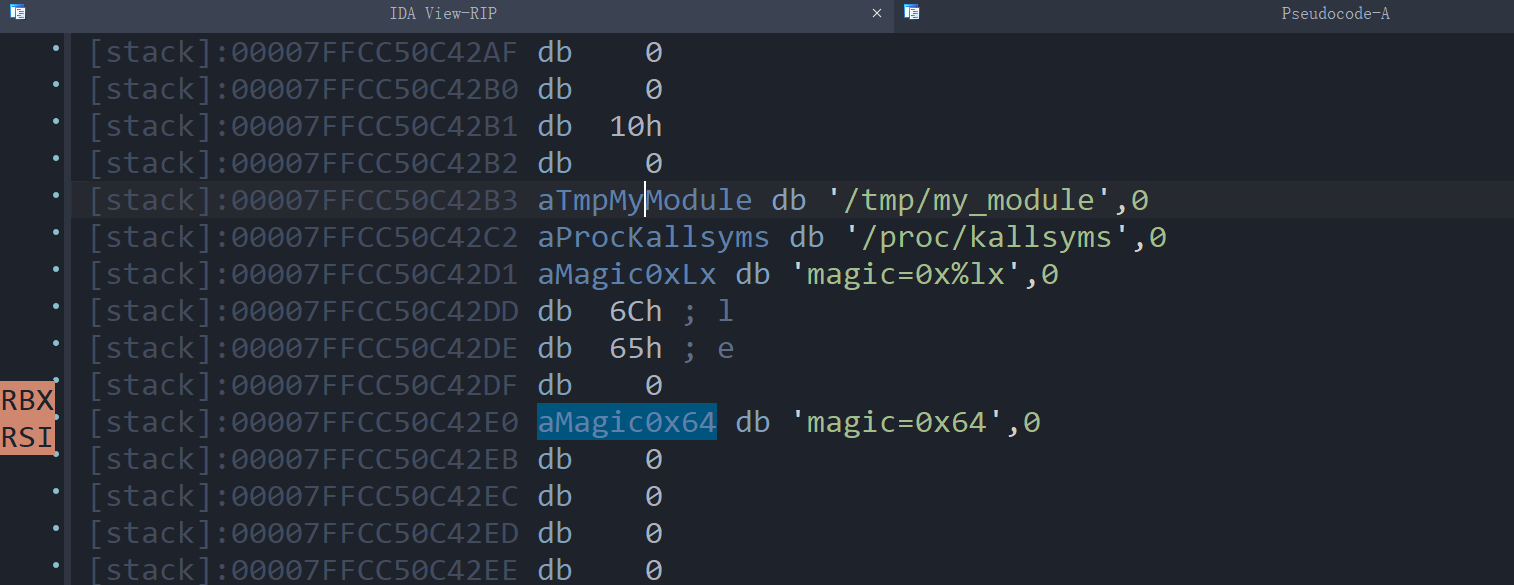 IDA View-RIP × Pseudocode-A
[stack]:00007FFCC50C42AF db 0
[stack]:00007FFCC50C42B0 db 0
[stack]:00007FFCC50C42B1 db 10h
[stack]:00007FFCC50C42B2 db 0
[stack]:00007FFCC50C42B3 aTmpMyModule db '/tmp/my_module',0
[stack]:00007FFCC50C42C2 aProcKallsyms db '/proc/kallsyms',0
[stack]:00007FFCC50C42D1 aMagic0xLx db 'magic=0x%lx',0
[stack]:00007FFCC50C42DD db 6Ch ; l
[stack]:00007FFCC50C42DE db 65h ; e
[stack]:00007FFCC50C42DF db 0
RBX
[stack]:00007FFCC50C42E0 aMagic0x64 db 'magic=0x64',0
RSI
[stack]:00007FFCC50C42EB db 0
[stack]:00007FFCC50C42EC db 0
[stack]:00007FFCC50C42ED db 0
[stack]:00007FFCC50C42EE db 0